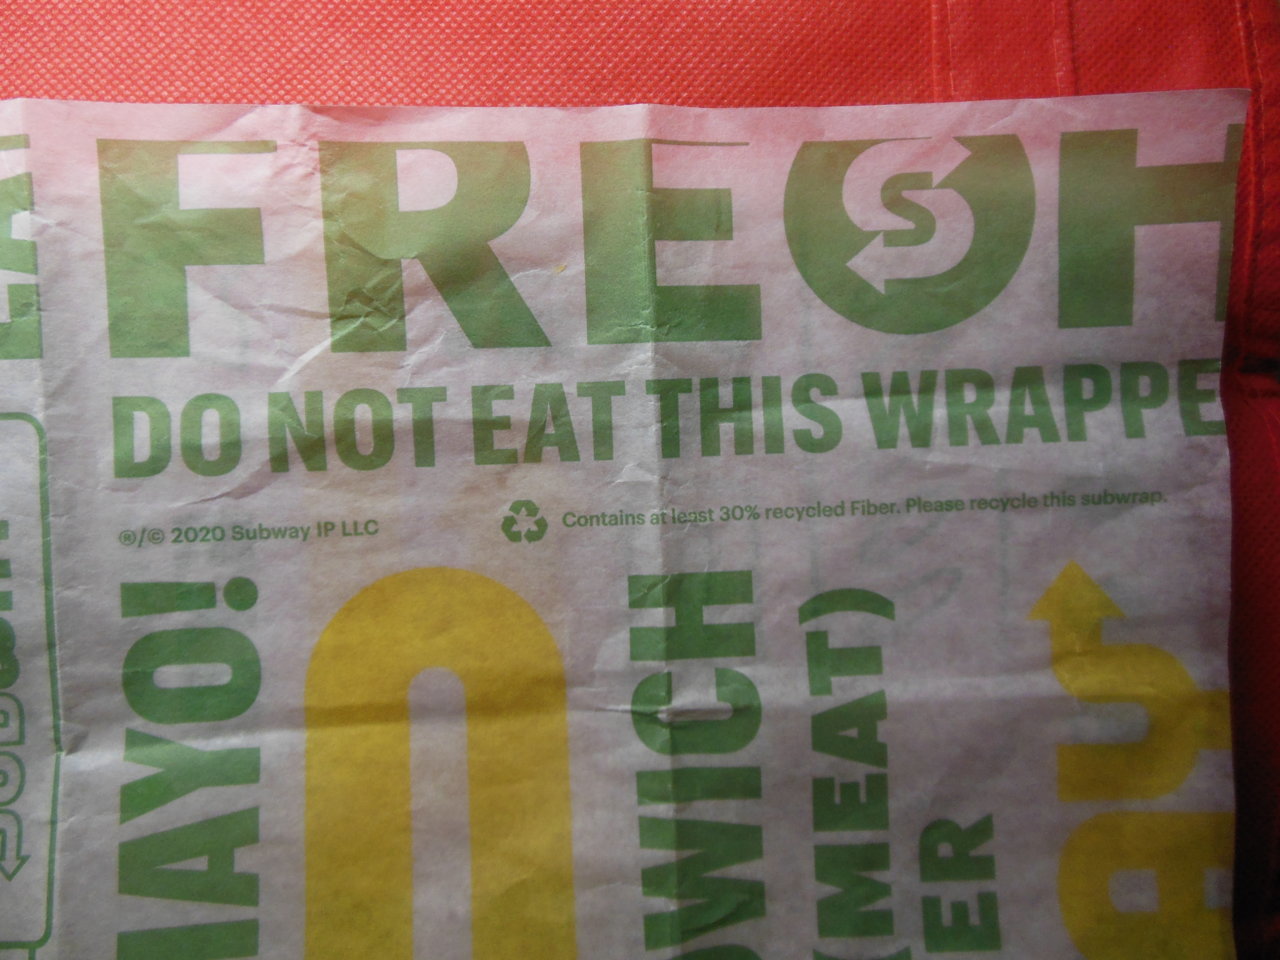 FRESH
DO NOT EAT THIS WRAPPE
®/© 2020 Subway IP LLC
Contains at least 30% recycled Fiber. Please recycle this subwrap.
MAYO!
WICH
(MEAT)
ER